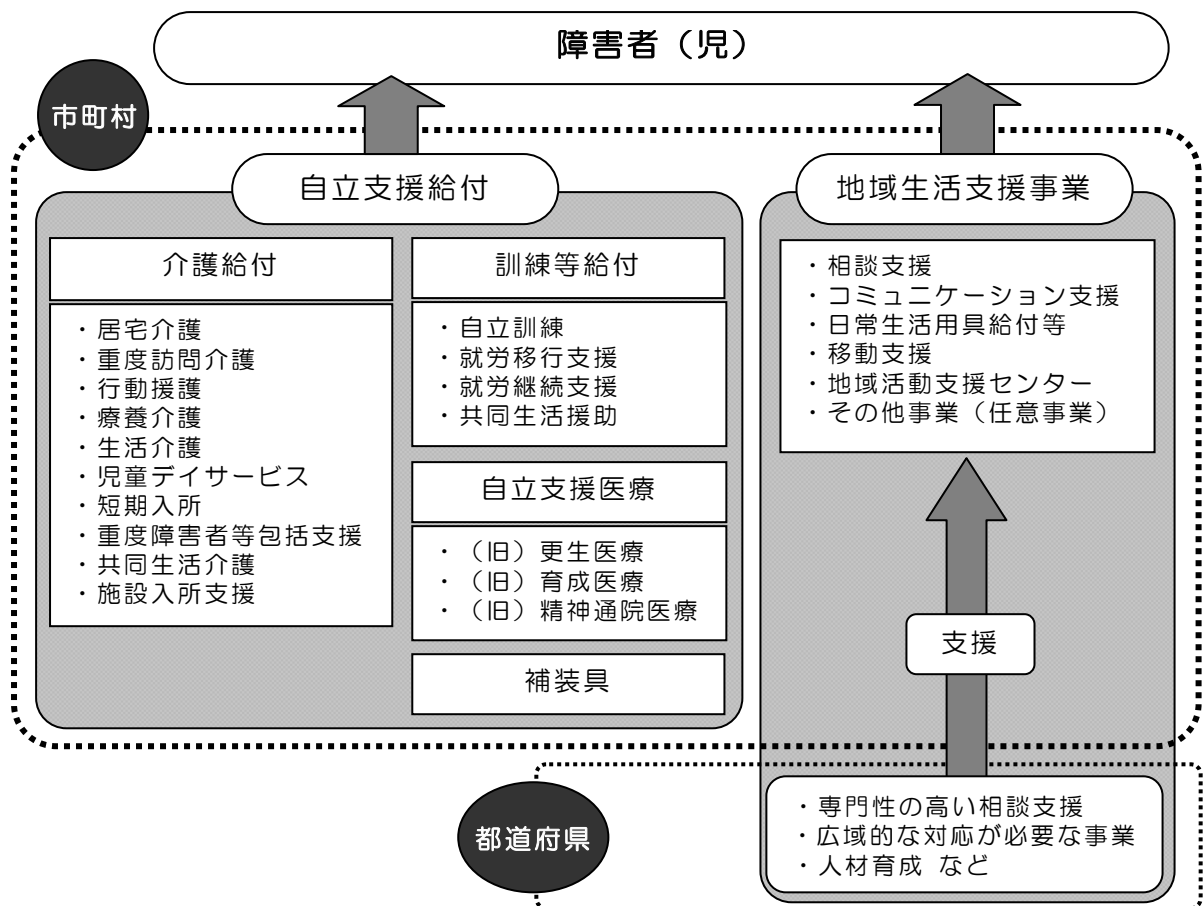 障害者（児）
市町村
自立支援給付
介護給付
・居宅介護
・重度訪問介護
・行動援護
・療養介護
・生活介護
・児童デイサービス
・短期入所
・重度障害者等包括支援
・共同生活介護
・施設入所支援
訓練等給付
・自立訓練
・就労移行支援
・就労継続支援
・共同生活援助
自立支援医療
・（旧）更生医療
・（旧）育成医療
・（旧）精神通院医療
補装具
地域生活支援事業
・相談支援
・コミュニケーション支援
・日常生活用具給付等
・移動支援
・地域活動支援センター
・その他事業（任意事業）
支援
都道府県
・専門性の高い相談支援
・広域的な対応が必要な事業
・人材育成 など